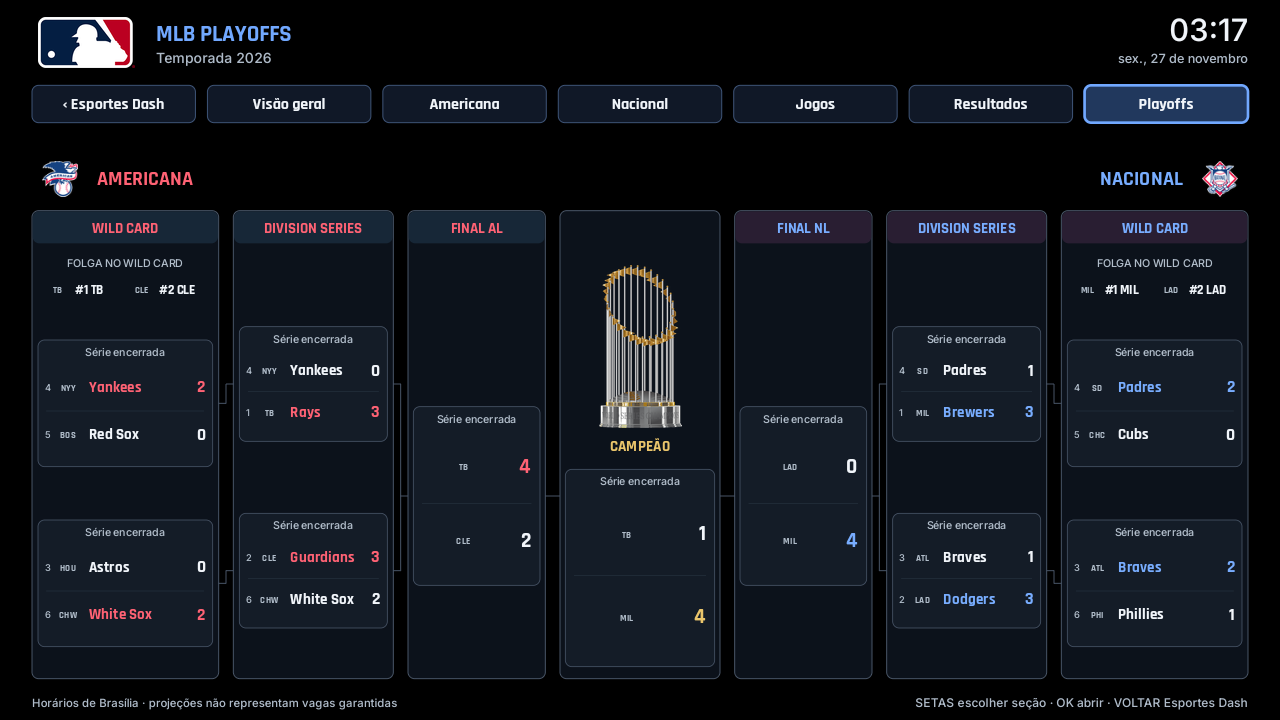 MLB PLAYOFFS
Temporada 2026
03:17
sex., 27 de novembro
‹ Esportes Dash
Visão geral
Americana
Nacional
Jogos
Resultados
Playoffs
AMERICANA
NACIONAL
WILD CARD
FOLGA NO WILD CARD
TB #1 TB CLE #2 CLE
Série encerrada
4 NYY Yankees 2
5 BOS Red Sox 0
Série encerrada
3 HOU Astros 0
6 CHW White Sox 2
DIVISION SERIES
Série encerrada
4 NYY Yankees 0
1 TB Rays 3
Série encerrada
2 CLE Guardians 3
6 CHW White Sox 2
FINAL AL
Série encerrada
TB 4
CLE 2
CAMPEÃO
Série encerrada
TB 1
MIL 4
FINAL NL
Série encerrada
LAD 0
MIL 4
DIVISION SERIES
Série encerrada
4 SD Padres 1
1 MIL Brewers 3
Série encerrada
3 ATL Braves 1
2 LAD Dodgers 3
WILD CARD
FOLGA NO WILD CARD
MIL #1 MIL LAD #2 LAD
Série encerrada
4 SD Padres 2
5 CHC Cubs 0
Série encerrada
3 ATL Braves 2
6 PHI Phillies 1
Horários de Brasília · projeções não representam vagas garantidas
SETAS escolher seção · OK abrir · VOLTAR Esportes Dash